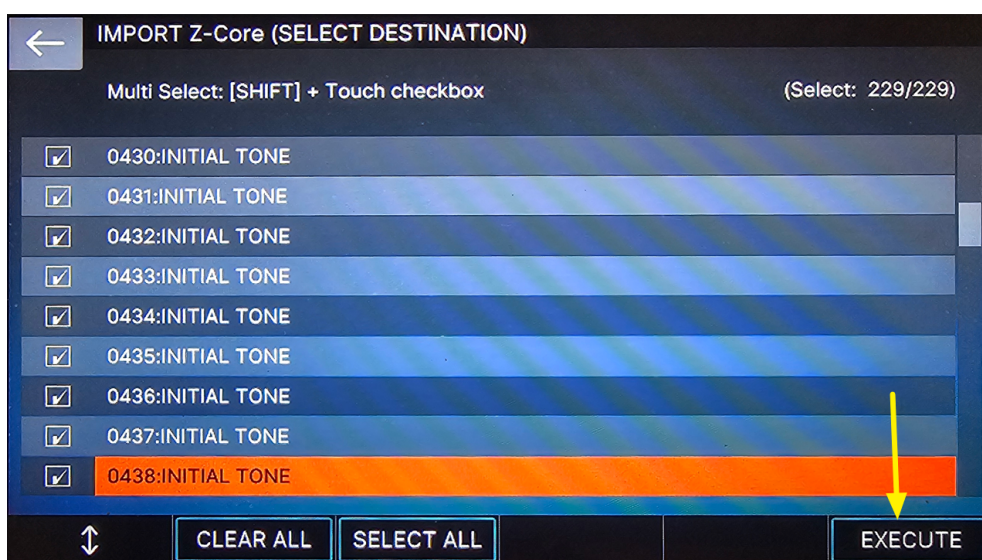 IMPORT Z-Core (SELECT DESTINATION)
Multi Select: [SHIFT] + Touch checkbox (Select: 229/229)
0430:INITIAL TONE
0431:INITIAL TONE
0432:INITIAL TONE
0433:INITIAL TONE
0434:INITIAL TONE
0435:INITIAL TONE
0436:INITIAL TONE
0437:INITIAL TONE
0438:INITIAL TONE
CLEAR ALL SELECT ALL EXECUTE